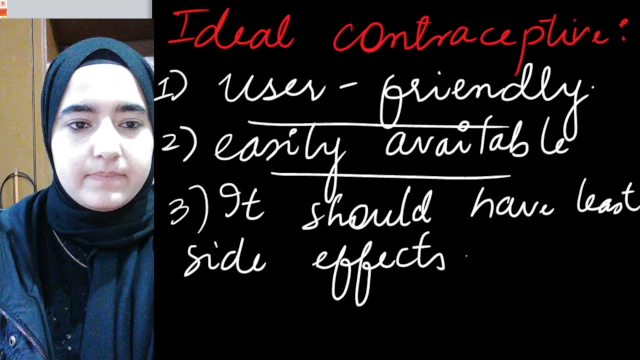 Ideal contraceptive:
1) user-friendly.
2) easily available
3) It should have least
side effects.